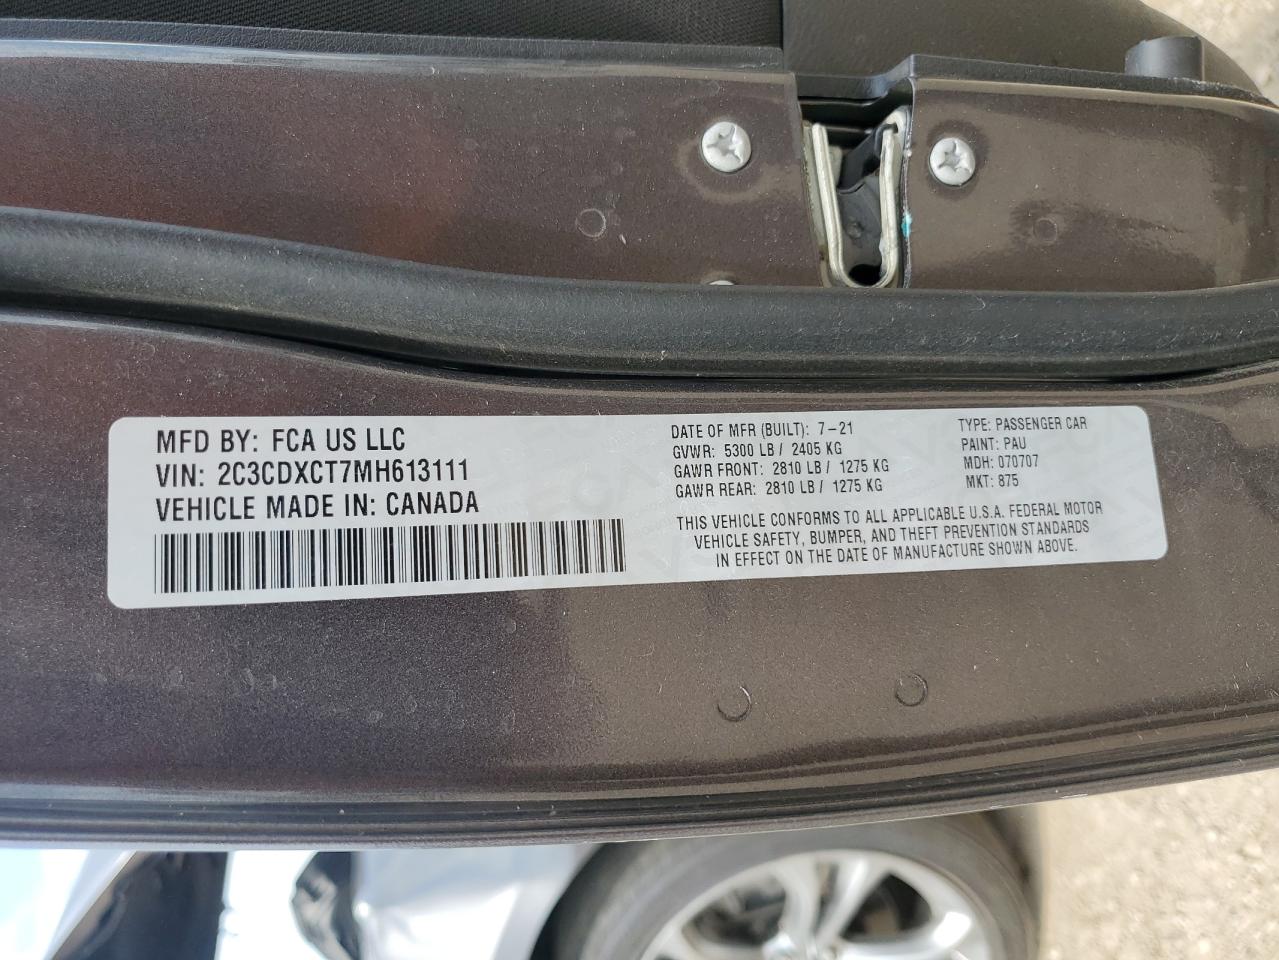 MFD BY: FCA US LLC
VIN: 2C3CDXCT7MH613111
VEHICLE MADE IN: CANADA
DATE OF MFR (BUILT): 7-21
GVWR: 5300 LB / 2405 KG
GAWR FRONT: 2810 LB / 1275 KG
GAWR REAR: 2810 LB / 1275 KG
TYPE: PASSENGER CAR
PAINT: PAU
MDH: 070707
MKT: 875
THIS VEHICLE CONFORMS TO ALL APPLICABLE U.S.A. FEDERAL MOTOR
VEHICLE SAFETY, BUMPER, AND THEFT PREVENTION STANDARDS
IN EFFECT ON THE DATE OF MANUFACTURE SHOWN ABOVE.